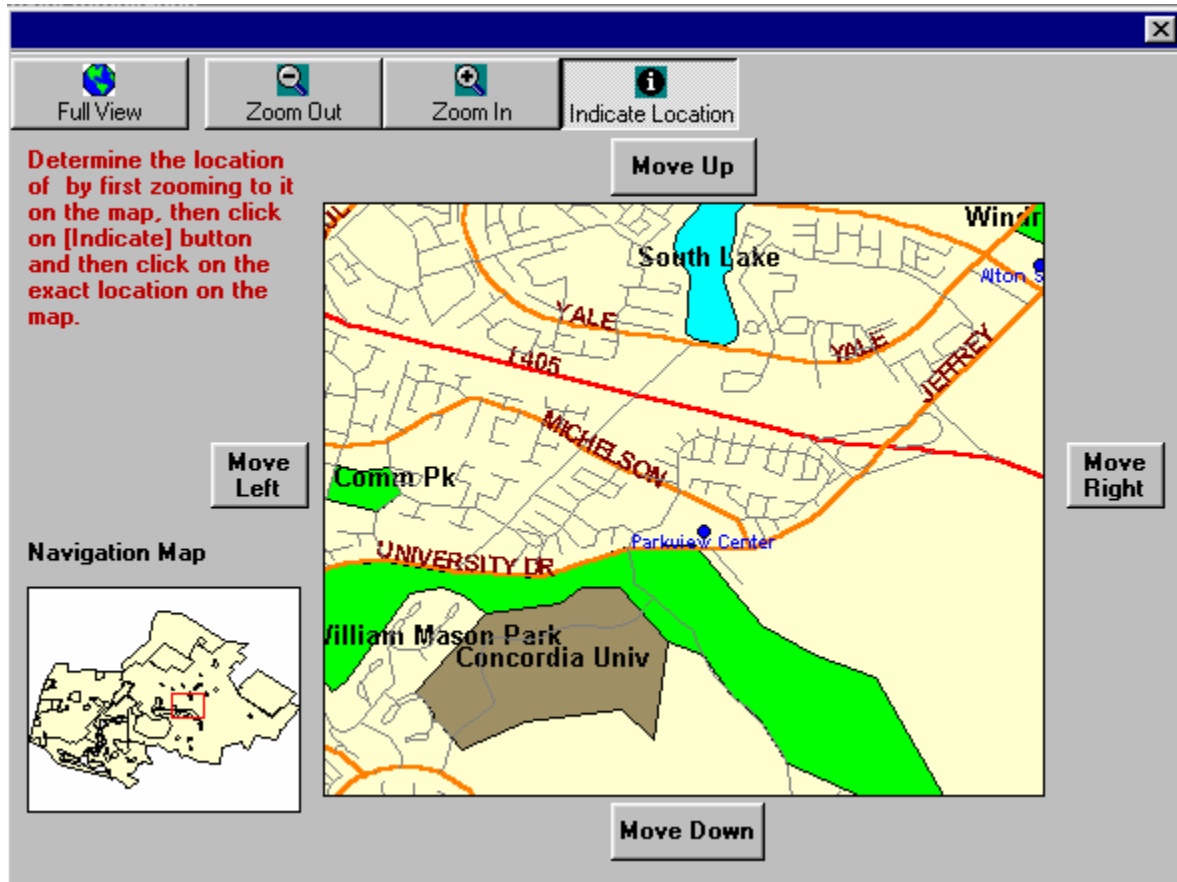 Full View
Zoom Out
Zoom In
Indicate Location
Determine the location
of by first zooming to it
on the map, then click
on [Indicate] button
and then click on the
exact location on the
map.
Move Up
Windr
South Lake
Alton S
YALE
YALE
JEFFREY
I-405
MICHELSON
Move
Left
Comm Pk
Move
Right
Parkview Center
UNIVERSITY DR
Navigation Map
William Mason Park
Concordia Univ
Move Down